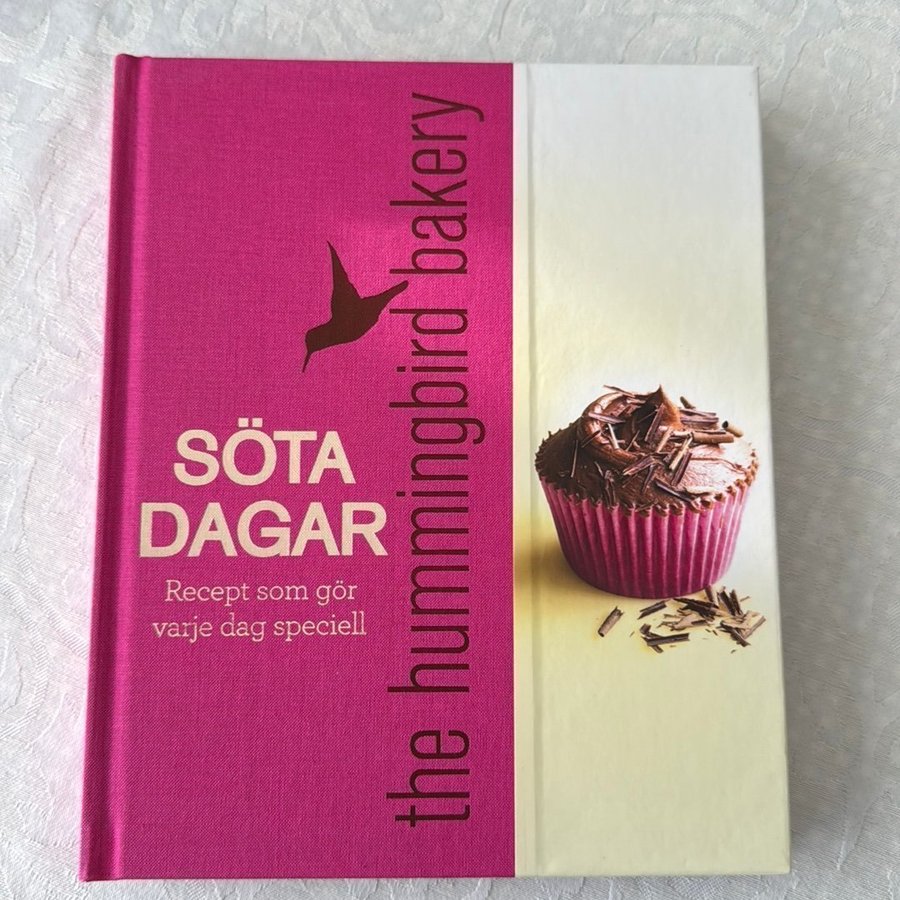 the hummingbird bakery
SÖTA
DAGAR
Recept som gör
varje dag speciell